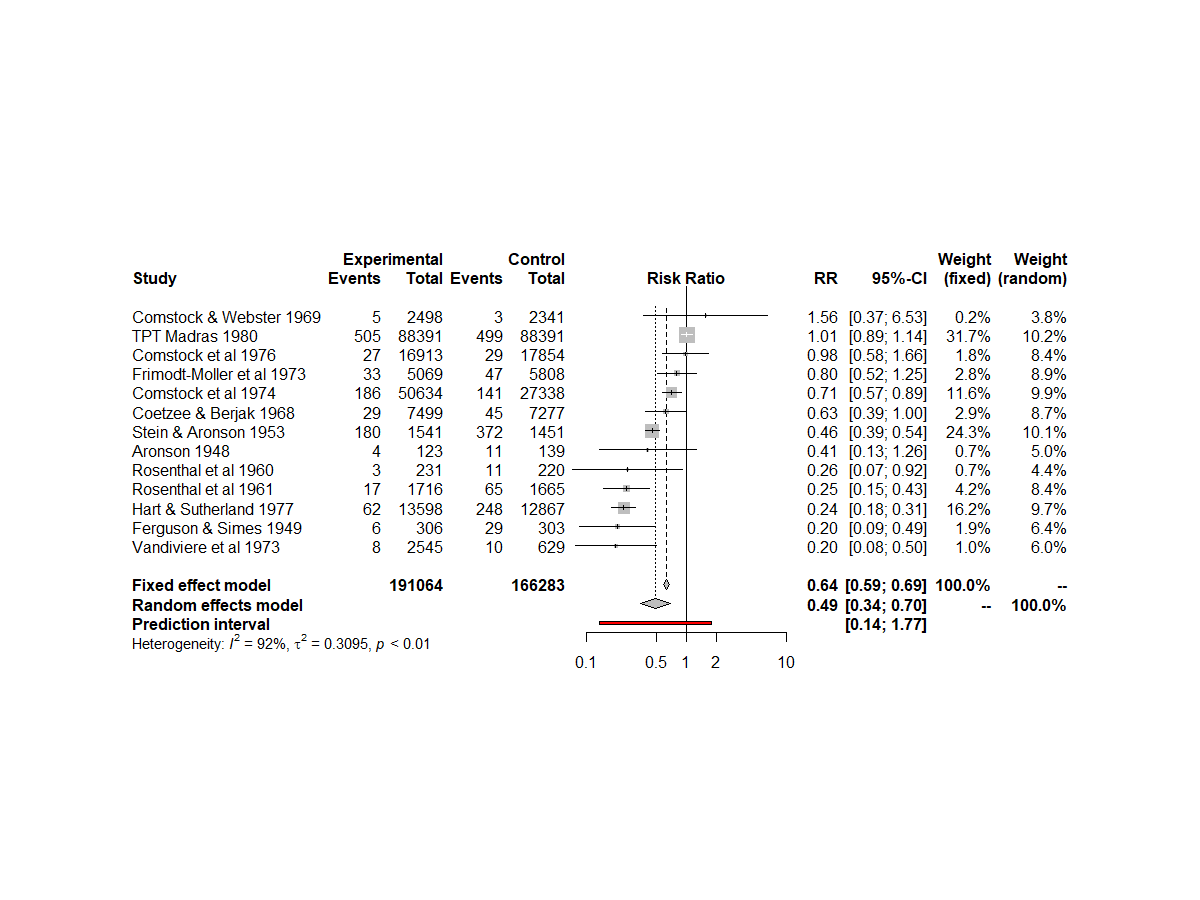 Experimental Control Weight Weight
Study Events Total Events Total Risk Ratio RR 95%-CI (fixed) (random)
Comstock & Webster 1969 5 2498 3 2341 1.56 [0.37; 6.53] 0.2% 3.8%
TPT Madras 1980 505 88391 499 88391 1.01 [0.89; 1.14] 31.7% 10.2%
Comstock et al 1976 27 16913 29 17854 0.98 [0.58; 1.66] 1.8% 8.4%
Frimodt-Moller et al 1973 33 5069 47 5808 0.80 [0.52; 1.25] 2.8% 8.9%
Comstock et al 1974 186 50634 141 27338 0.71 [0.57; 0.89] 11.6% 9.9%
Coetzee & Berjak 1968 29 7499 45 7277 0.63 [0.39; 1.00] 2.9% 8.7%
Stein & Aronson 1953 180 1541 372 1451 0.46 [0.39; 0.54] 24.3% 10.1%
Aronson 1948 4 123 11 139 0.41 [0.13; 1.26] 0.7% 5.0%
Rosenthal et al 1960 3 231 11 220 0.26 [0.07; 0.92] 0.7% 4.4%
Rosenthal et al 1961 17 1716 65 1665 0.25 [0.15; 0.43] 4.2% 8.4%
Hart & Sutherland 1977 62 13598 248 12867 0.24 [0.18; 0.31] 16.2% 9.7%
Ferguson & Simes 1949 6 306 29 303 0.20 [0.09; 0.49] 1.9% 6.4%
Vandiviere et al 1973 8 2545 10 629 0.20 [0.08; 0.50] 1.0% 6.0%
Fixed effect model 191064 166283 0.64 [0.59; 0.69] 100.0% --
Random effects model 0.49 [0.34; 0.70] -- 100.0%
Prediction interval [0.14; 1.77]
Heterogeneity: I² = 92%, τ² = 0.3095, p < 0.01
0.1 0.5 1 2 10